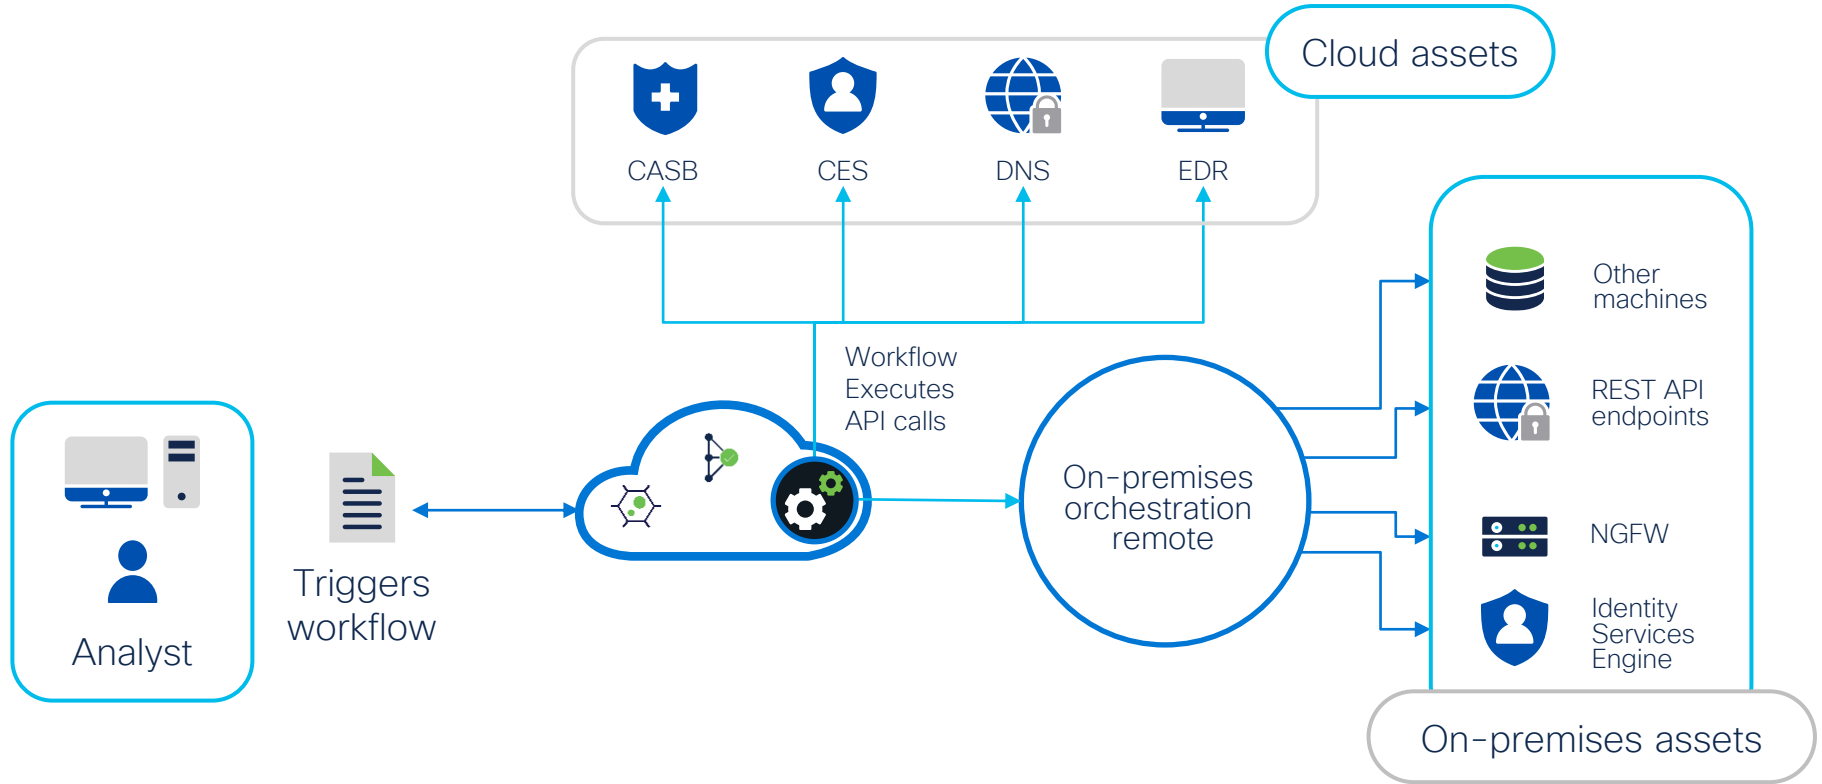 Cloud assets
CASB
CES
DNS
EDR
Workflow
Executes
API calls
Analyst
Triggers
workflow
On-premises
orchestration
remote
Other
machines
REST API
endpoints
NGFW
Identity
Services
Engine
On-premises assets